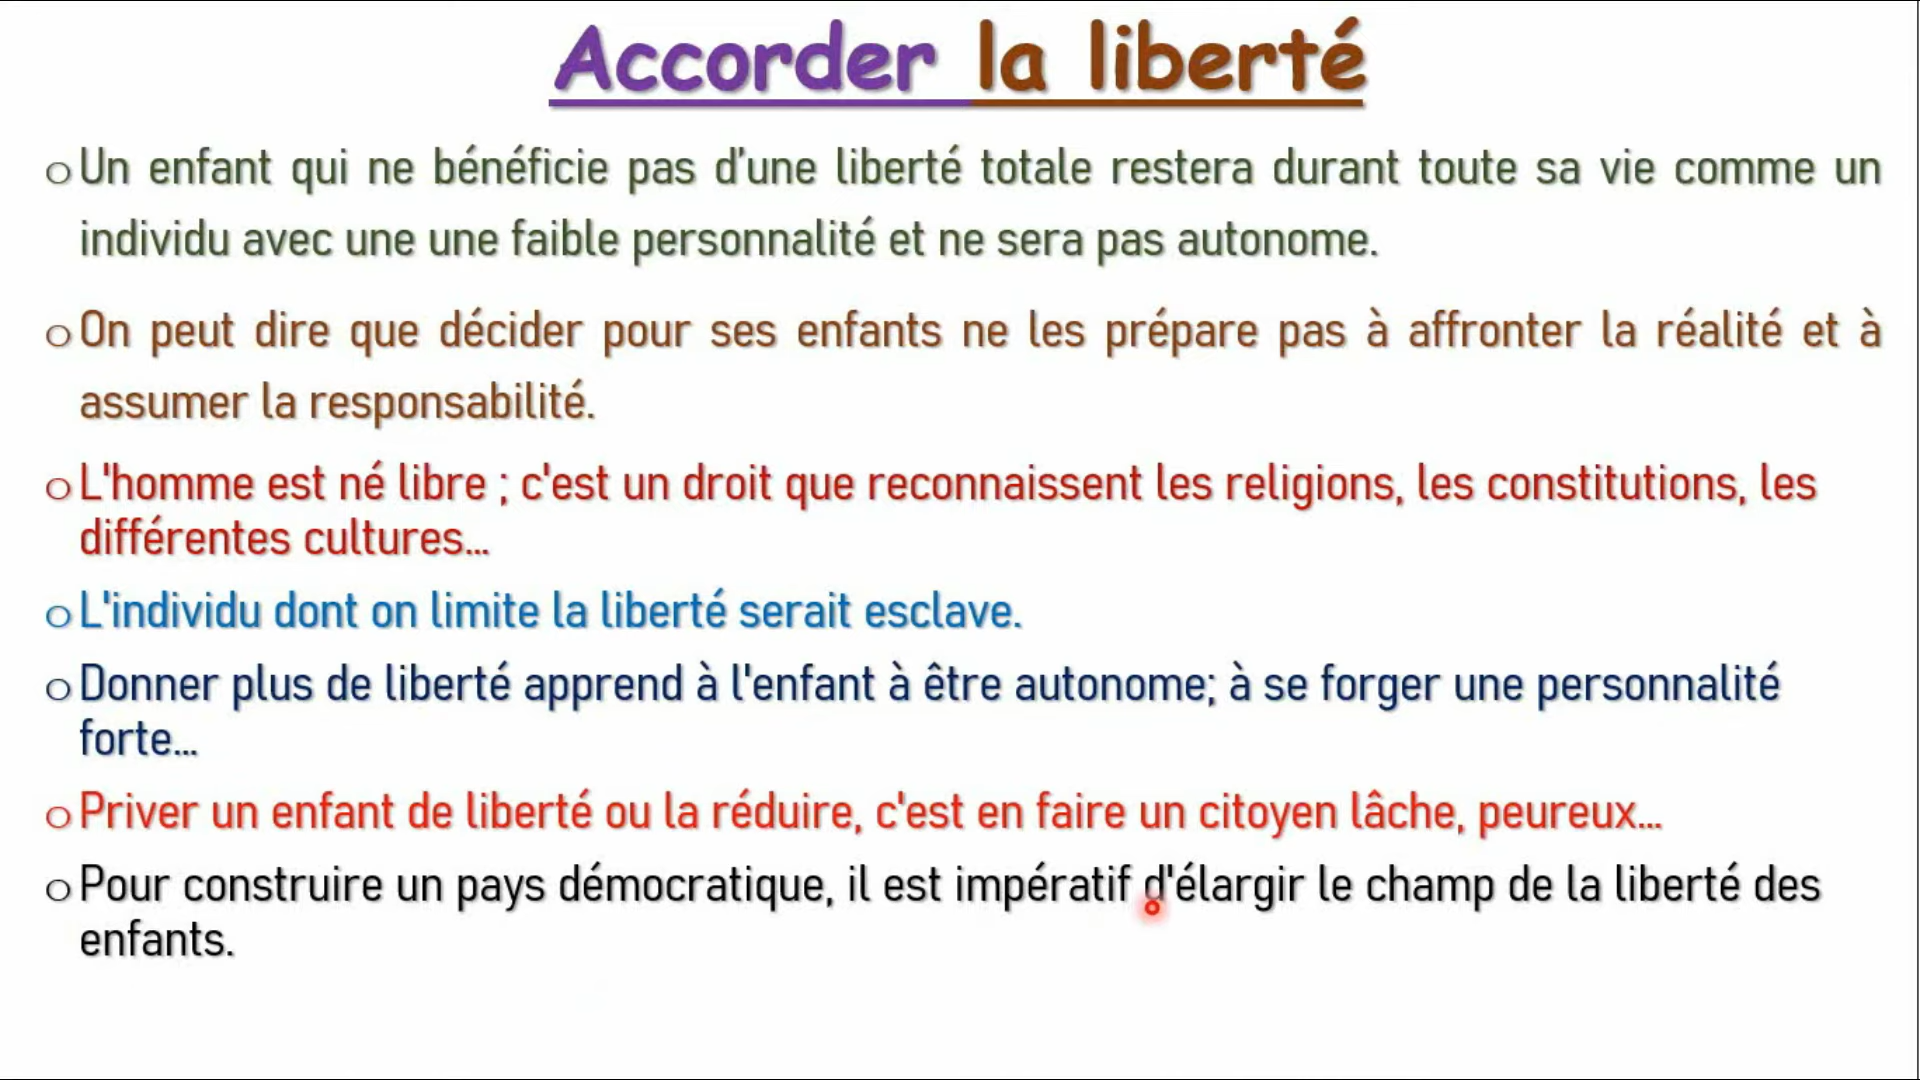 Accorder la liberté
o Un enfant qui ne bénéficie pas d’une liberté totale restera durant toute sa vie comme un
individu avec une une faible personnalité et ne sera pas autonome.
o On peut dire que décider pour ses enfants ne les prépare pas à affronter la réalité et à
assumer la responsabilité.
o L'homme est né libre ; c'est un droit que reconnaissent les religions, les constitutions, les
différentes cultures...
o L'individu dont on limite la liberté serait esclave.
o Donner plus de liberté apprend à l'enfant à être autonome; à se forger une personnalité
forte...
o Priver un enfant de liberté ou la réduire, c'est en faire un citoyen lâche, peureux...
o Pour construire un pays démocratique, il est impératif d'élargir le champ de la liberté des
enfants.